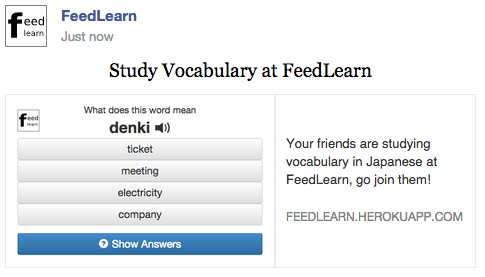 feed
learn
FeedLearn
Just now
Study Vocabulary at FeedLearn
feed
learn
What does this word mean
denki
ticket
meeting
electricity
company
? Show Answers
Your friends are studying
vocabulary in Japanese at
FeedLearn, go join them!
FEEDLEARN.HEROKUAPP.COM